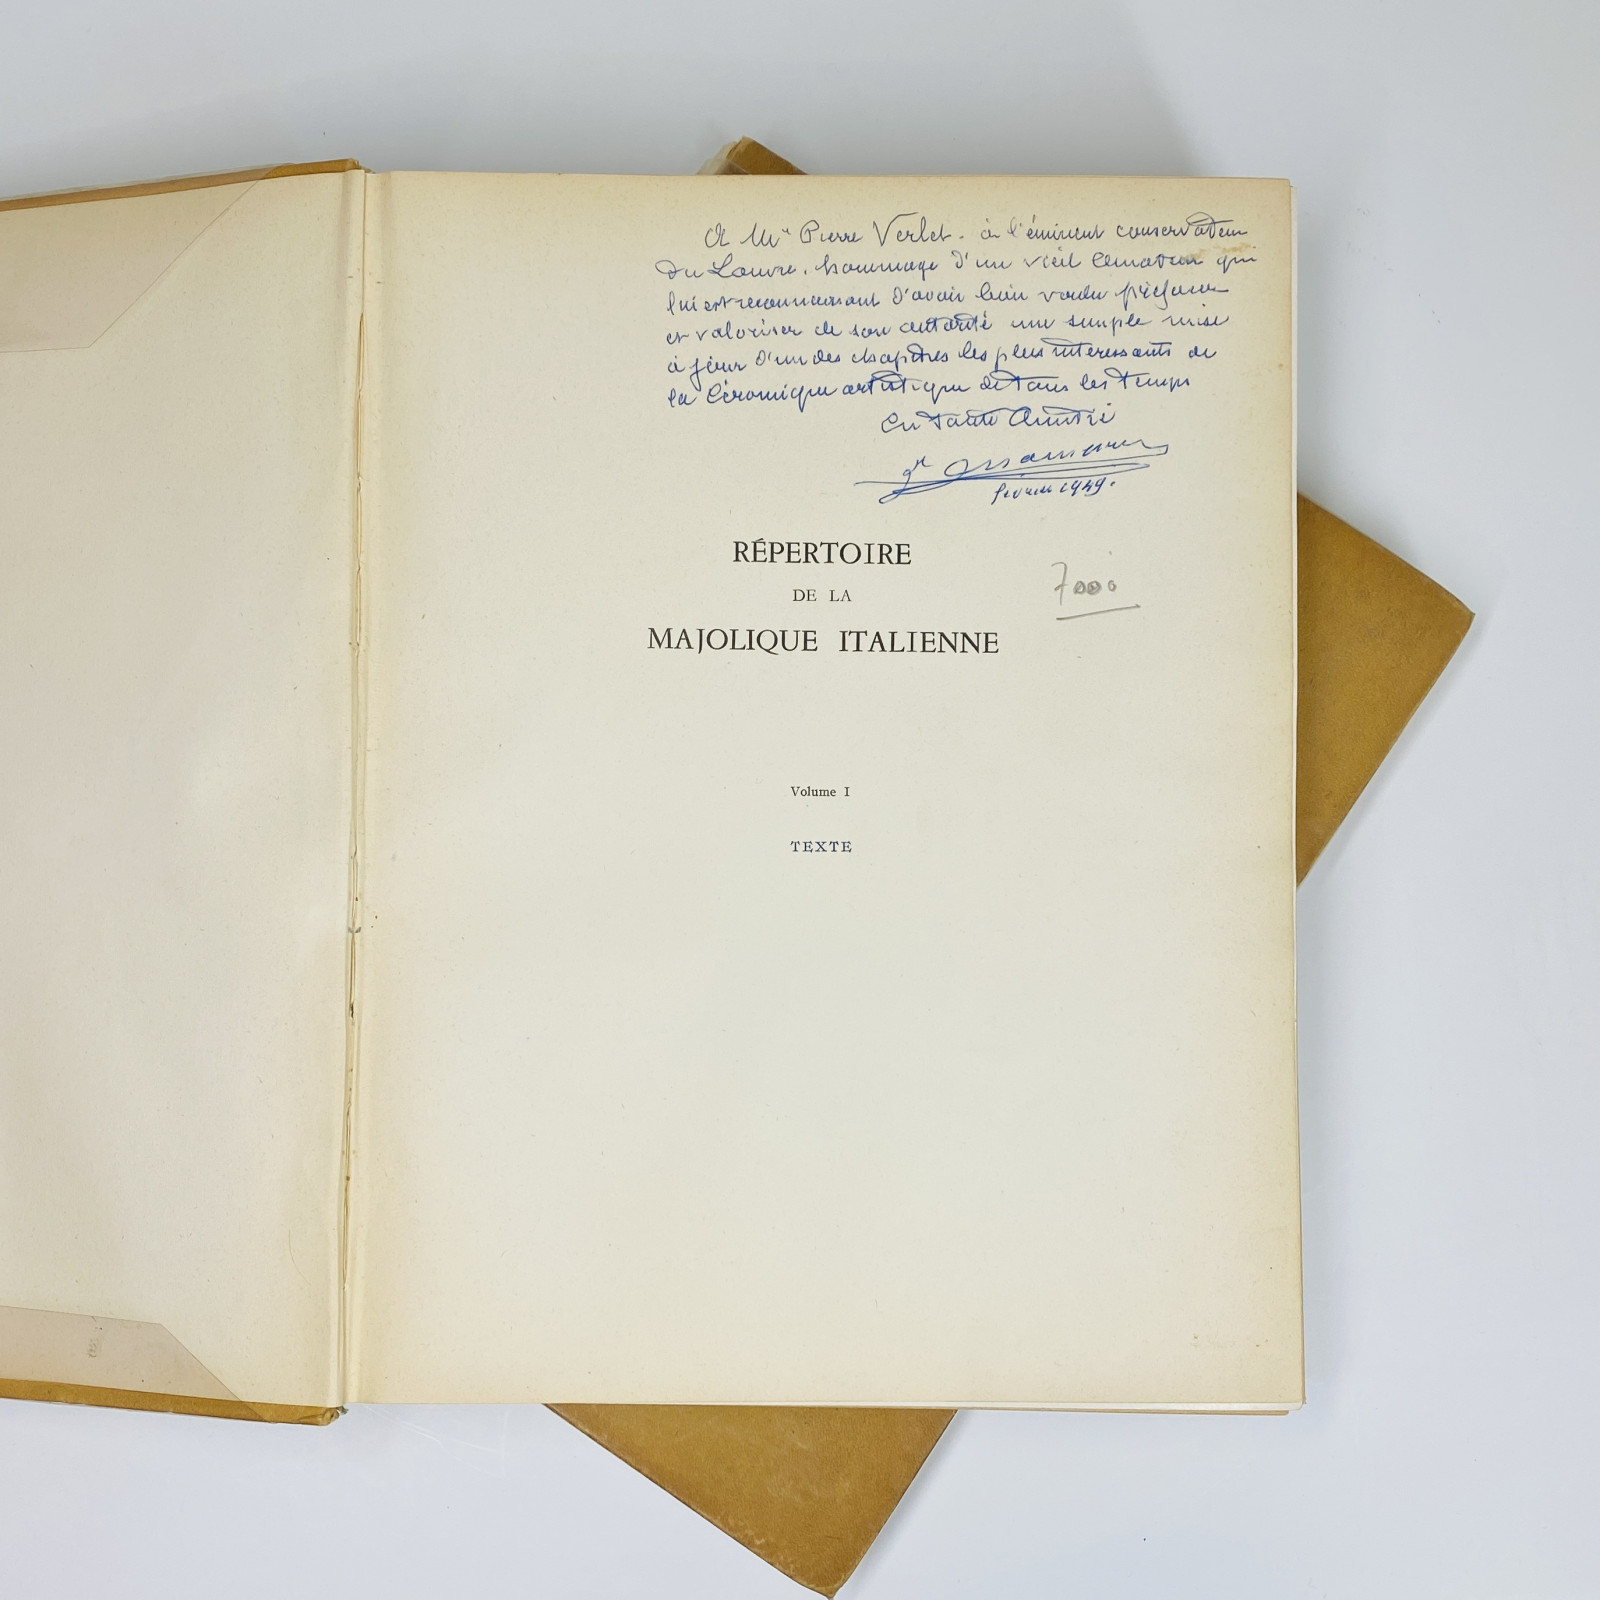 A Mr Pierre Verlet. à l'éminent conservateur
du Louvre. hommage d'un vieil amateur qui
lui est reconnaissant d'avoir bien voulu préfacer
et valoriser de son autorité une simple mise
à jour d'un des chapitres les plus interessants de
la Céramique artistique de tous les temps
En toute Amitié
février 1949.
RÉPERTOIRE
DE LA
7000
MAJOLIQUE ITALIENNE
Volume I
TEXTE